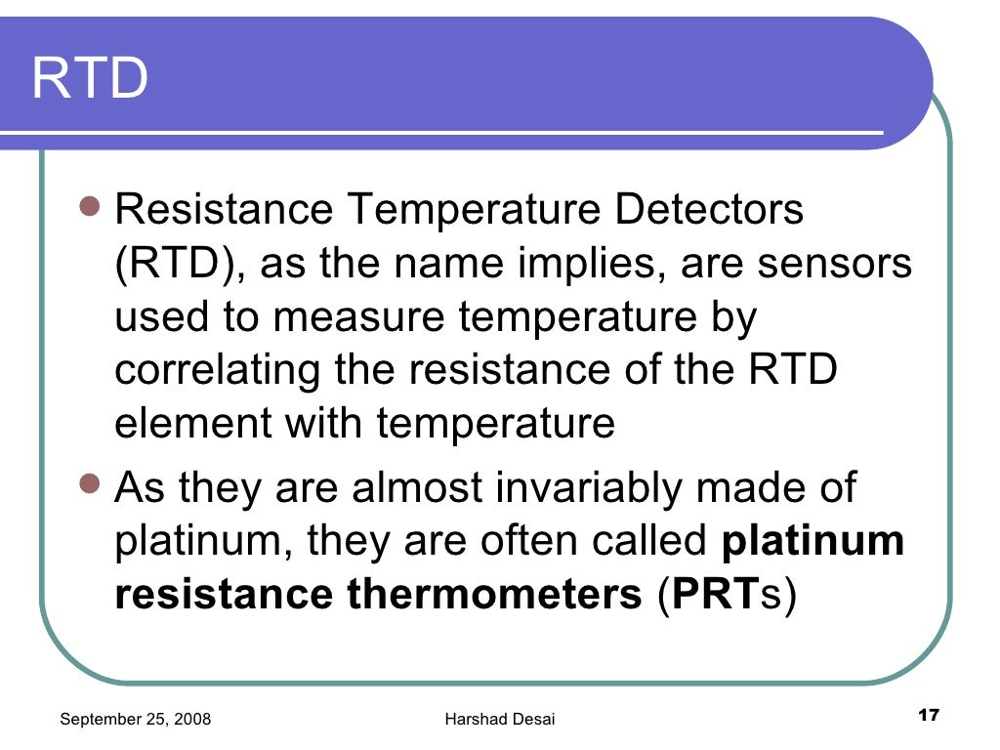 RTD
Resistance Temperature Detectors
(RTD), as the name implies, are sensors
used to measure temperature by
correlating the resistance of the RTD
element with temperature
As they are almost invariably made of
platinum, they are often called platinum
resistance thermometers (PRTs)
September 25, 2008
Harshad Desai
17